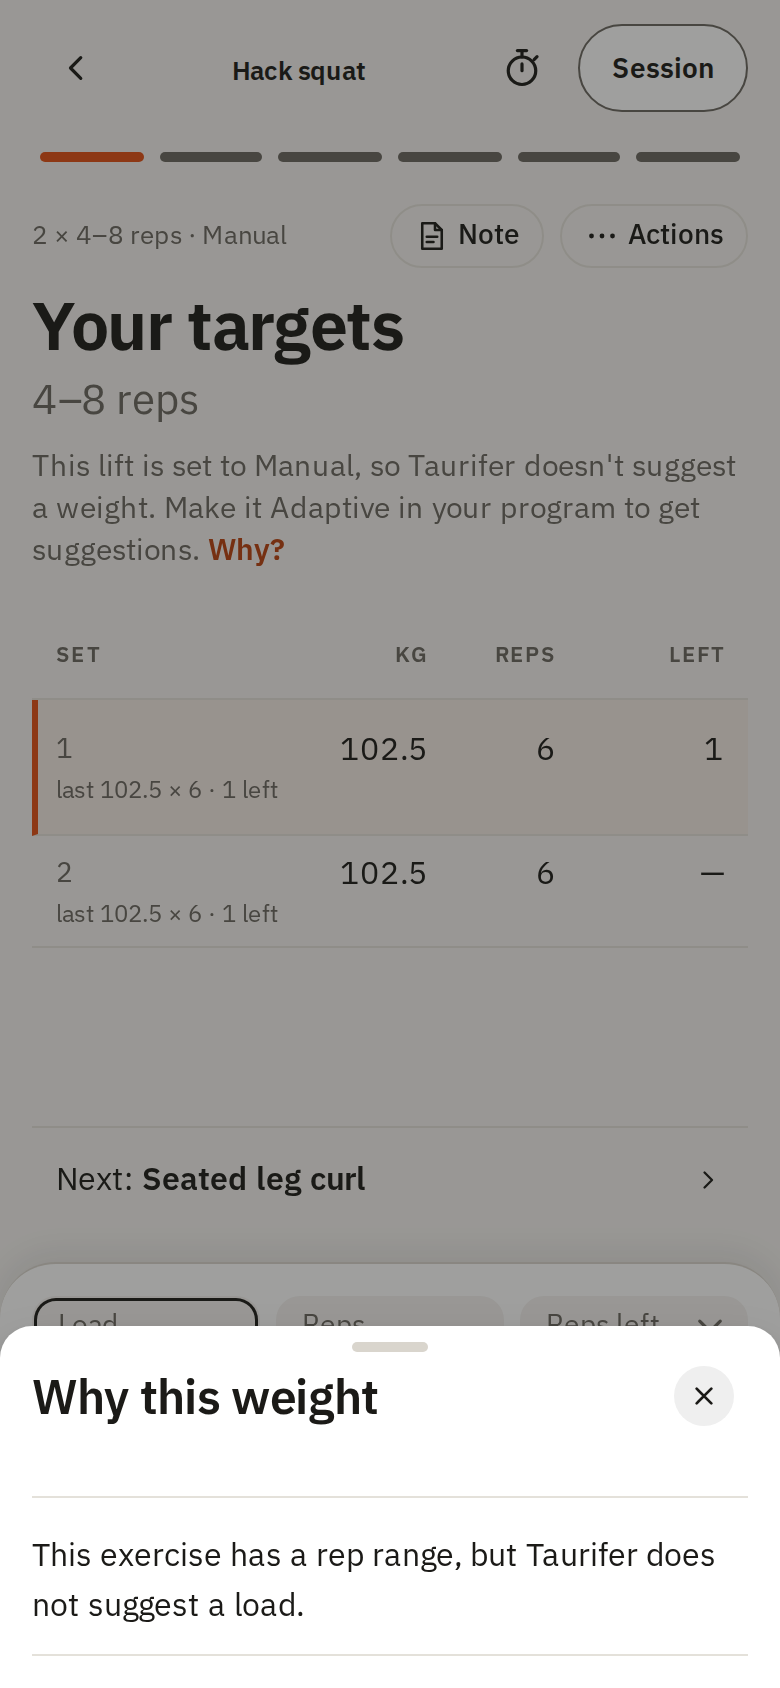 Hack squat
Session
2 × 4–8 reps · Manual
Note
··· Actions
Your targets
4–8 reps
This lift is set to Manual, so Taurifer doesn't suggest
a weight. Make it Adaptive in your program to get
suggestions. Why?
SET KG REPS LEFT
1 102.5 6 1
last 102.5 × 6 · 1 left
2 102.5 6 —
last 102.5 × 6 · 1 left
Next: Seated leg curl
Load Reps Reps left
Why this weight
This exercise has a rep range, but Taurifer does
not suggest a load.